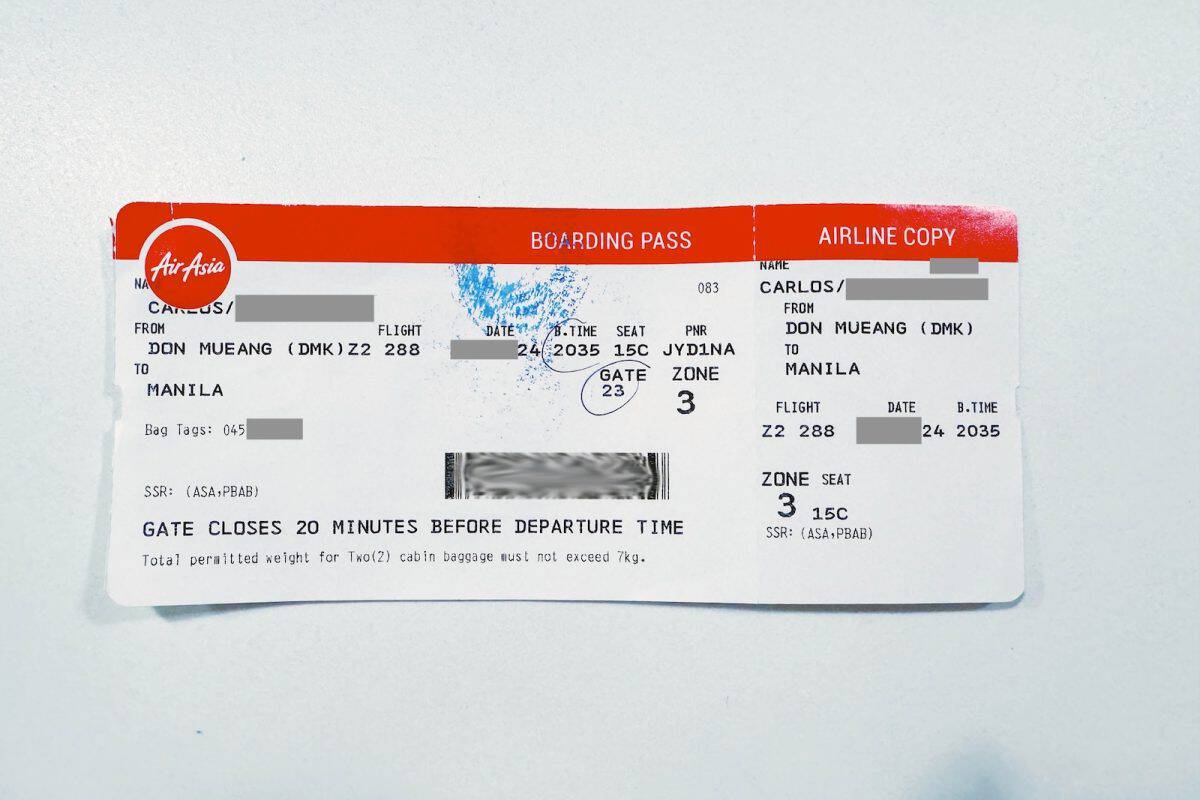 BOARDING PASS
AirAsia
083
NA
CARLOS/
FROM FLIGHT DATE B.TIME SEAT PNR
DON MUEANG (DMK)Z2 288 24 2035 15C JYD1NA
TO GATE ZONE
MANILA 23 3
Bag Tags: 045
SSR: (ASA,PBAB)
GATE CLOSES 20 MINUTES BEFORE DEPARTURE TIME
Total permitted weight for Two(2) cabin baggage must not exceed 7kg.
AIRLINE COPY
NAME
CARLOS/
FROM
DON MUEANG (DMK)
TO
MANILA
FLIGHT DATE B.TIME
Z2 288 24 2035
ZONE SEAT
3 15C
SSR: (ASA,PBAB)